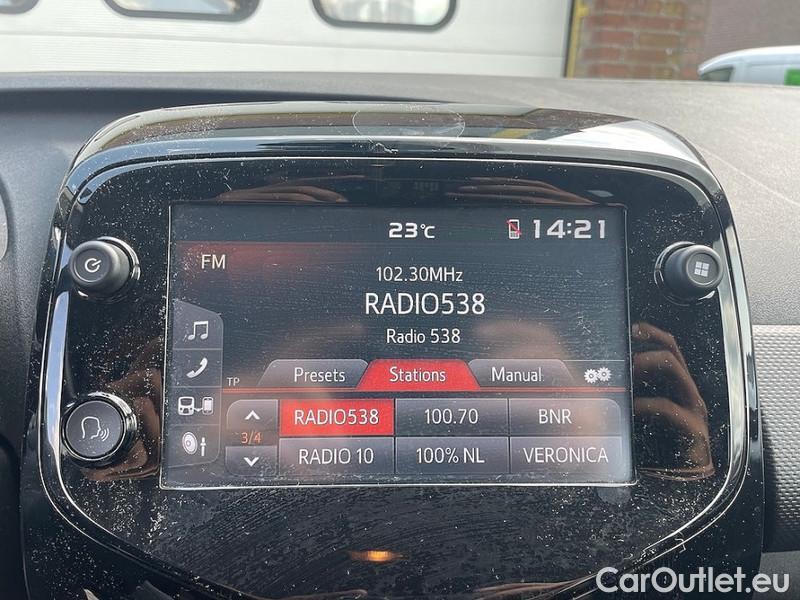 23°C 14:21
FM
102.30MHz
RADIO538
Radio 538
TP Presets Stations Manual
RADIO538 100.70 BNR
3/4
RADIO 10 100% NL VERONICA
CarOutlet.eu